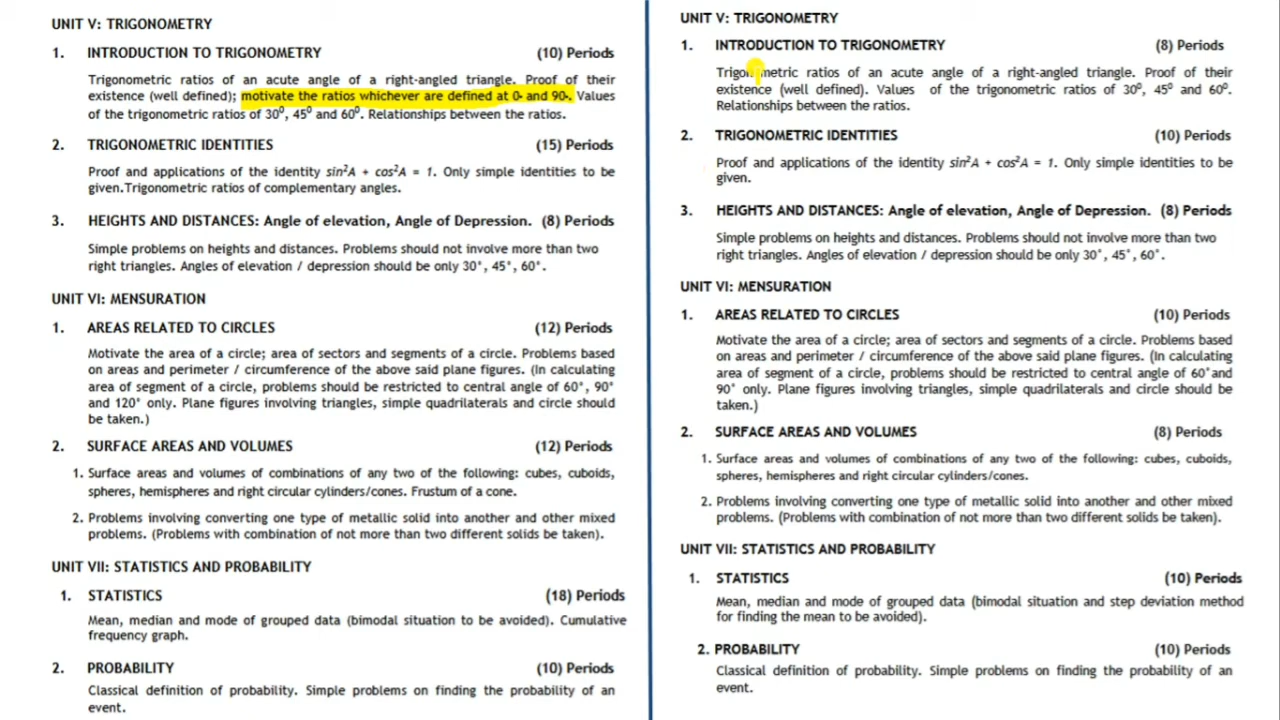 UNIT V: TRIGONOMETRY
1. INTRODUCTION TO TRIGONOMETRY (10) Periods
Trigonometric ratios of an acute angle of a right-angled triangle. Proof of their
existence (well defined); motivate the ratios whichever are defined at 0° and 90°. Values
of the trigonometric ratios of 30⁰, 45⁰ and 60⁰. Relationships between the ratios.
2. TRIGONOMETRIC IDENTITIES (15) Periods
Proof and applications of the identity sin²A + cos²A = 1. Only simple identities to be
given.Trigonometric ratios of complementary angles.
3. HEIGHTS AND DISTANCES: Angle of elevation, Angle of Depression. (8) Periods
Simple problems on heights and distances. Problems should not involve more than two
right triangles. Angles of elevation / depression should be only 30°, 45°, 60°.
UNIT VI: MENSURATION
1. AREAS RELATED TO CIRCLES (12) Periods
Motivate the area of a circle; area of sectors and segments of a circle. Problems based
on areas and perimeter / circumference of the above said plane figures. (In calculating
area of segment of a circle, problems should be restricted to central angle of 60°, 90°
and 120° only. Plane figures involving triangles, simple quadrilaterals and circle should
be taken.)
2. SURFACE AREAS AND VOLUMES (12) Periods
1. Surface areas and volumes of combinations of any two of the following: cubes, cuboids,
spheres, hemispheres and right circular cylinders/cones. Frustum of a cone.
2. Problems involving converting one type of metallic solid into another and other mixed
problems. (Problems with combination of not more than two different solids be taken).
UNIT VII: STATISTICS AND PROBABILITY
1. STATISTICS (18) Periods
Mean, median and mode of grouped data (bimodal situation to be avoided). Cumulative
frequency graph.
2. PROBABILITY (10) Periods
Classical definition of probability. Simple problems on finding the probability of an
event.
UNIT V: TRIGONOMETRY
1. INTRODUCTION TO TRIGONOMETRY (8) Periods
Trigonometric ratios of an acute angle of a right-angled triangle. Proof of their
existence (well defined). Values of the trigonometric ratios of 30⁰, 45⁰ and 60⁰.
Relationships between the ratios.
2. TRIGONOMETRIC IDENTITIES (10) Periods
Proof and applications of the identity sin²A + cos²A = 1. Only simple identities to be
given.
3. HEIGHTS AND DISTANCES: Angle of elevation, Angle of Depression. (8) Periods
Simple problems on heights and distances. Problems should not involve more than two
right triangles. Angles of elevation / depression should be only 30°, 45°, 60°.
UNIT VI: MENSURATION
1. AREAS RELATED TO CIRCLES (10) Periods
Motivate the area of a circle; area of sectors and segments of a circle. Problems based
on areas and perimeter / circumference of the above said plane figures. (In calculating
area of segment of a circle, problems should be restricted to central angle of 60°and
90° only. Plane figures involving triangles, simple quadrilaterals and circle should be
taken.)
2. SURFACE AREAS AND VOLUMES (8) Periods
1. Surface areas and volumes of combinations of any two of the following: cubes, cuboids,
spheres, hemispheres and right circular cylinders/cones.
2. Problems involving converting one type of metallic solid into another and other mixed
problems. (Problems with combination of not more than two different solids be taken).
UNIT VII: STATISTICS AND PROBABILITY
1. STATISTICS (10) Periods
Mean, median and mode of grouped data (bimodal situation and step deviation method
for finding the mean to be avoided).
2. PROBABILITY (10) Periods
Classical definition of probability. Simple problems on finding the probability of an
event.